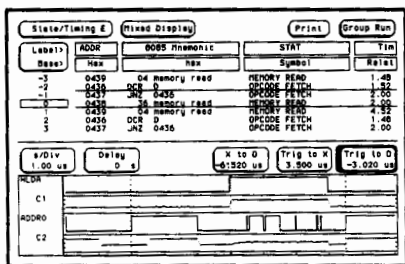 State/Timing E Mixed Display Print Group Run
Label> ADDR 8085 Mnemonic STAT Tim
Base> Hex hex Symbol Relat
-3 0439 04 memory read MEMORY READ 1.48
-2 0436 DCR D OPCODE FETCH 1.52
-1 0437 JNZ 0436 OPCODE FETCH 2.00
0 0438 36 memory read MEMORY READ 2.00
0439 04 memory read MEMORY READ 4.52
2 0436 DCR D OPCODE FETCH 1.48
3 0437 JNZ 0436 OPCODE FETCH 2.00
s/Div Delay X to O Trig to X Trig to O
1.00 us 0 s -6.520 us 3.500 us -3.020 us
HLDA
C1
ADDR0
C2